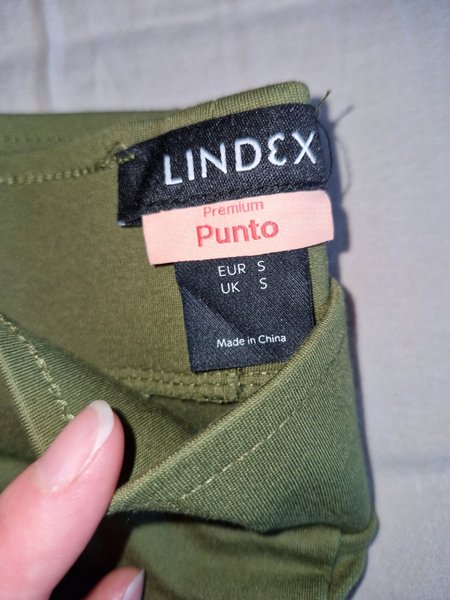 LINDEX
Premium
Punto
EUR S
UK S
Made in China